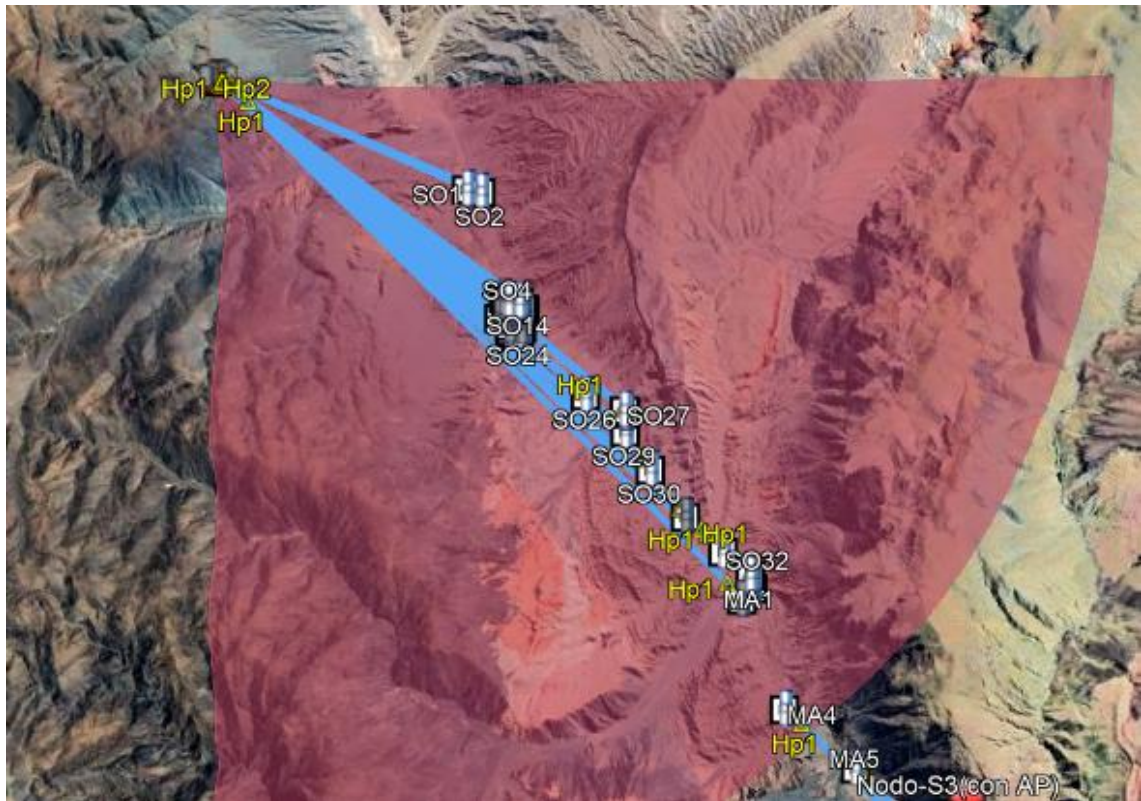 Hp1 Hp2
Hp1
SO1
SO2
SO4
SO14
SO24
Hp1
SO26 SO27
SO29
SO30
Hp1 Hp1
SO32
Hp1
MA1
MA4
Hp1
MA5
Nodo-S3(con AP)